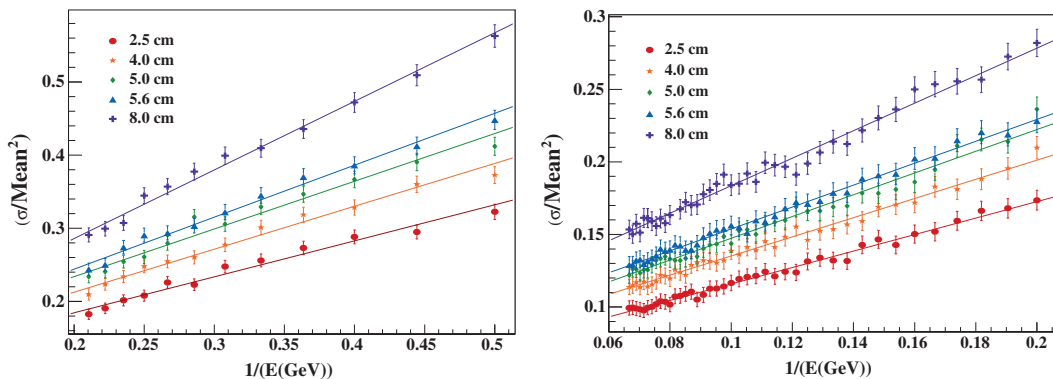 (σ/Mean²)
0.5
0.4
0.3
0.2
2.5 cm
4.0 cm
5.0 cm
5.6 cm
8.0 cm
0.2 0.25 0.3 0.35 0.4 0.45 0.5
1/(E(GeV))
(σ/Mean²)
0.3
0.25
0.2
0.15
0.1
2.5 cm
4.0 cm
5.0 cm
5.6 cm
8.0 cm
0.06 0.08 0.1 0.12 0.14 0.16 0.18 0.2
1/(E(GeV))